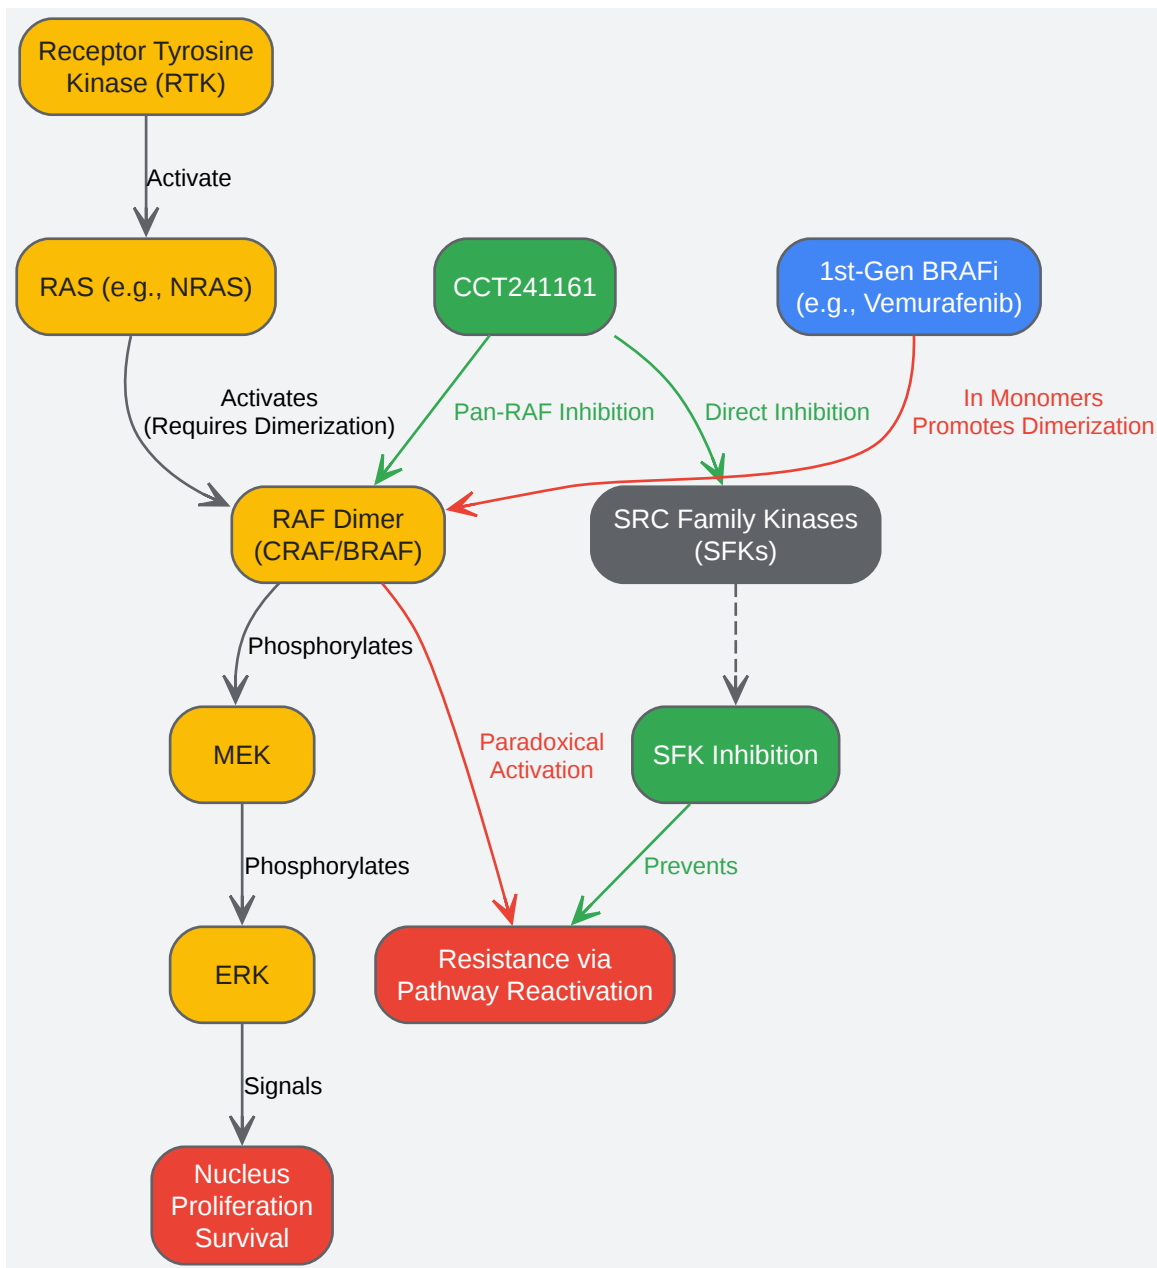 Receptor Tyrosine
Kinase (RTK)
Activate
RAS (e.g., NRAS)
CCT241161
1st-Gen BRAFi
(e.g., Vemurafenib)
Activates
(Requires Dimerization)
Pan-RAF Inhibition
Direct Inhibition
In Monomers
Promotes Dimerization
RAF Dimer
(CRAF/BRAF)
SRC Family Kinases
(SFKs)
Phosphorylates
MEK
Paradoxical
Activation
SFK Inhibition
Phosphorylates
Prevents
ERK
Resistance via
Pathway Reactivation
Signals
Nucleus
Proliferation
Survival